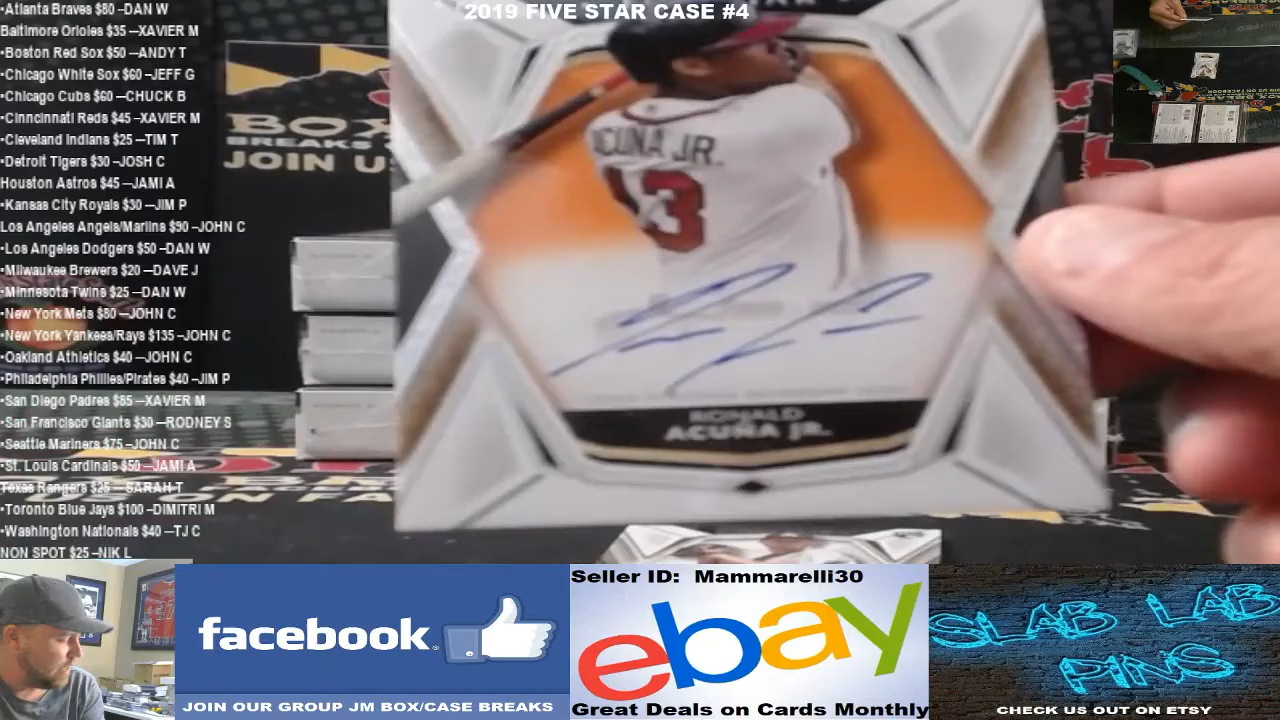 2019 FIVE STAR CASE #4
•Atlanta Braves $80 –DAN W
Baltimore Orioles $35 –XAVIER M
•Boston Red Sox $50 –ANDY T
•Chicago White Sox $60 –JEFF G
•Chicago Cubs $60 –CHUCK B
•Cincinnati Reds $45 –XAVIER M
•Cleveland Indians $25 –TIM T
•Detroit Tigers $30 –JOSH C
Houston Astros $45 –JAMI A
•Kansas City Royals $30 –JIM P
Los Angeles Angels/Marlins $90 –JOHN C
•Los Angeles Dodgers $50 –DAN W
•Milwaukee Brewers $20 –DAVE J
•Minnesota Twins $25 –DAN W
•New York Mets $80 –JOHN C
•New York Yankees/Rays $135 –JOHN C
•Oakland Athletics $40 –JOHN C
•Philadelphia Phillies/Pirates $40 –JIM P
•San Diego Padres $85 –XAVIER M
•San Francisco Giants $30 –RODNEY S
•Seattle Mariners $75 –JOHN C
•St. Louis Cardinals $50 –JAMI A
Texas Rangers $25 –SARAH T
•Toronto Blue Jays $100 –DIMITRI M
•Washington Nationals $40 –TJ C
NON SPOT $25 –NIK L
BOX
BREAKS
JOIN US
ACUNA JR.
13
RONALD
ACUÑA JR.
ON FA
facebook
JOIN OUR GROUP JM BOX/CASE BREAKS
Seller ID: Mammarelli30
ebay
Great Deals on Cards Monthly
SLAB LAB
PINS
CHECK US OUT ON ETSY